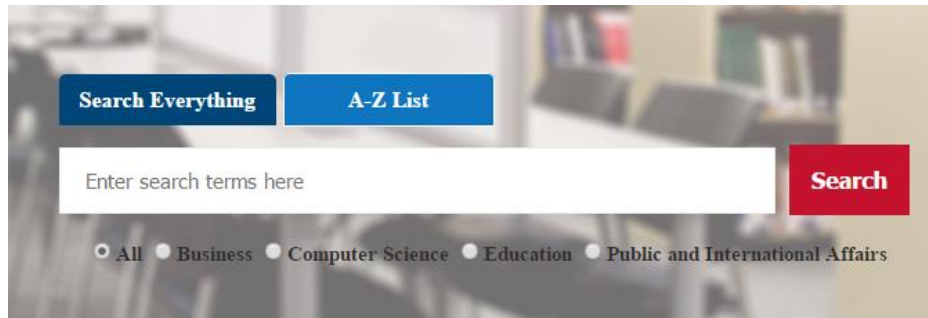 Search Everything A-Z List
Enter search terms here Search
All Business Computer Science Education Public and International Affairs